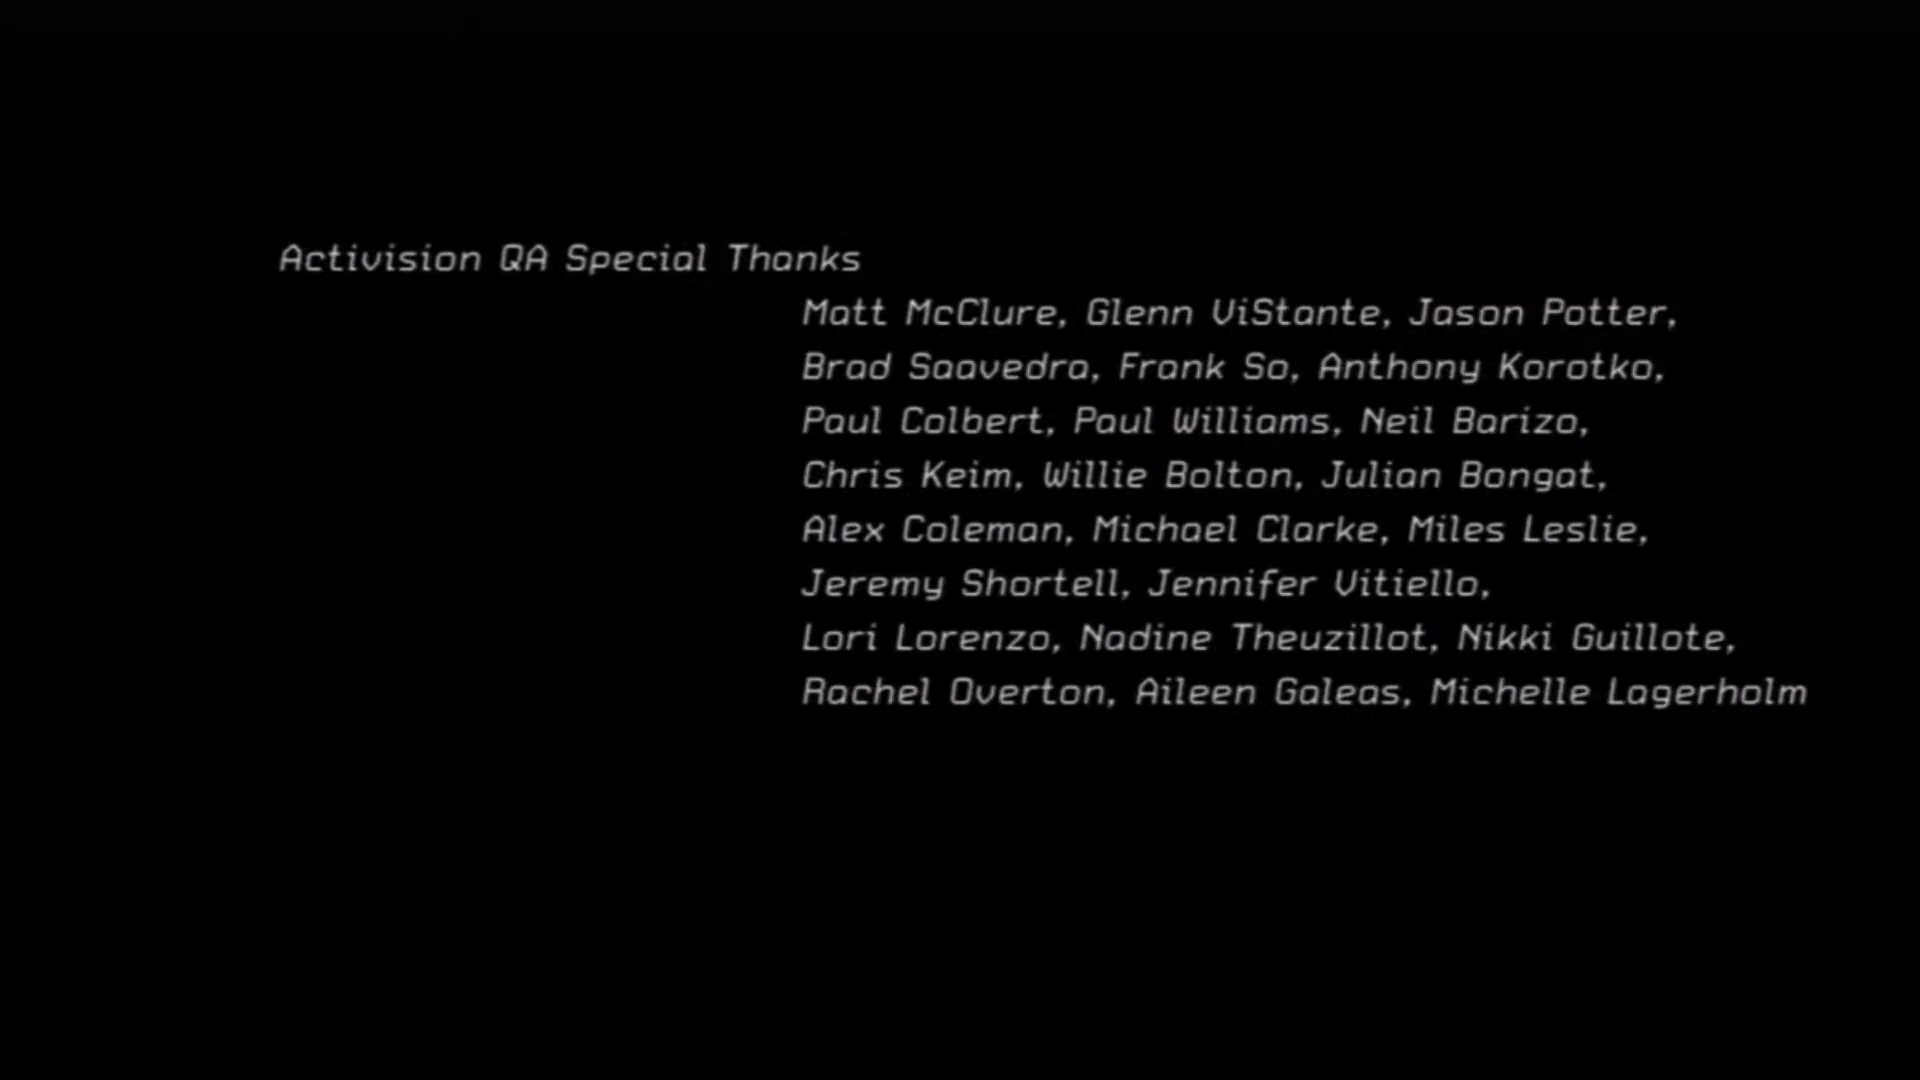 Activision QA Special Thanks
Matt McClure, Glenn ViStante, Jason Potter,
Brad Saavedra, Frank So, Anthony Korotko,
Paul Colbert, Paul Williams, Neil Barizo,
Chris Keim, Willie Bolton, Julian Bongat,
Alex Coleman, Michael Clarke, Miles Leslie,
Jeremy Shortell, Jennifer Vitiello,
Lori Lorenzo, Nadine Theuzillot, Nikki Guillote,
Rachel Overton, Aileen Galeas, Michelle Lagerholm